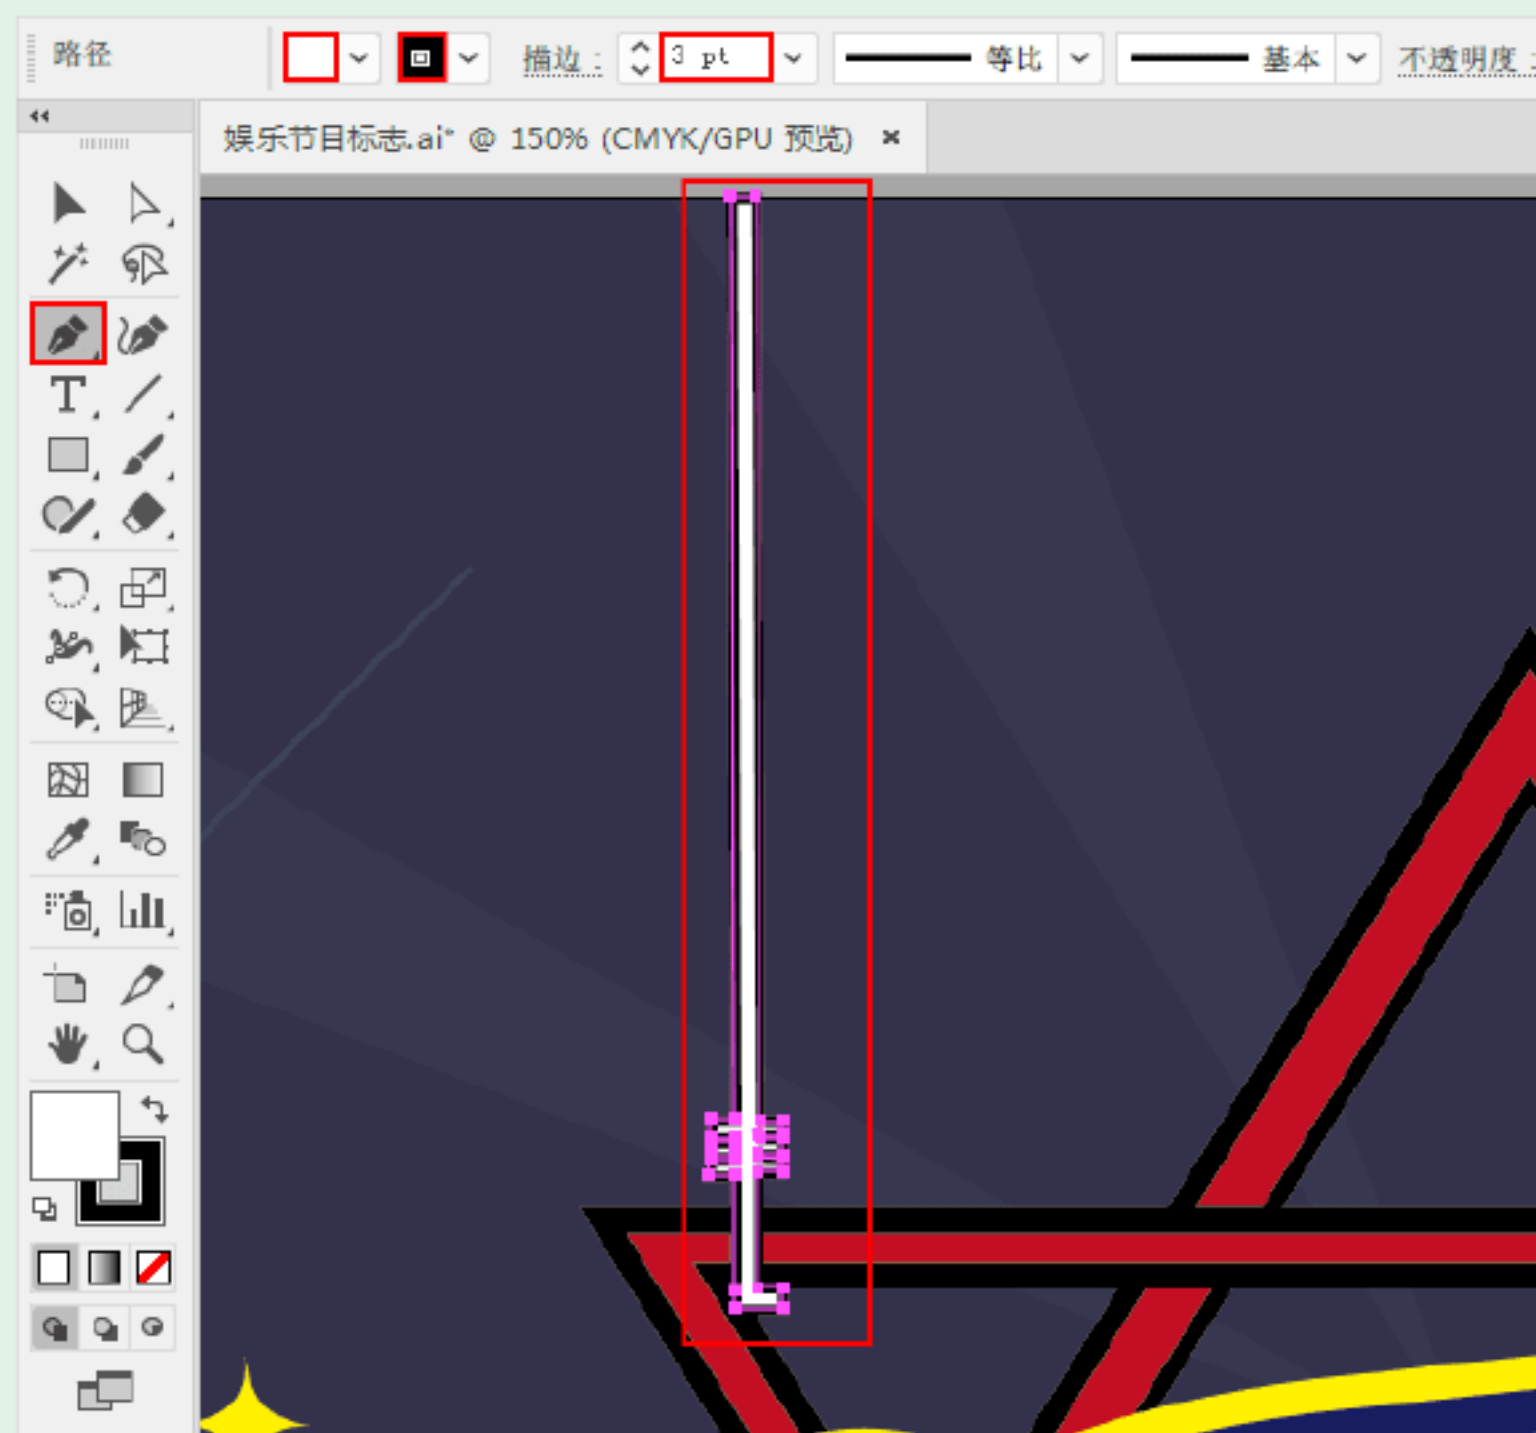 路径
描边：
3 pt
等比
基本
不透明度：
娱乐节目标志.ai* @ 150% (CMYK/GPU 预览)